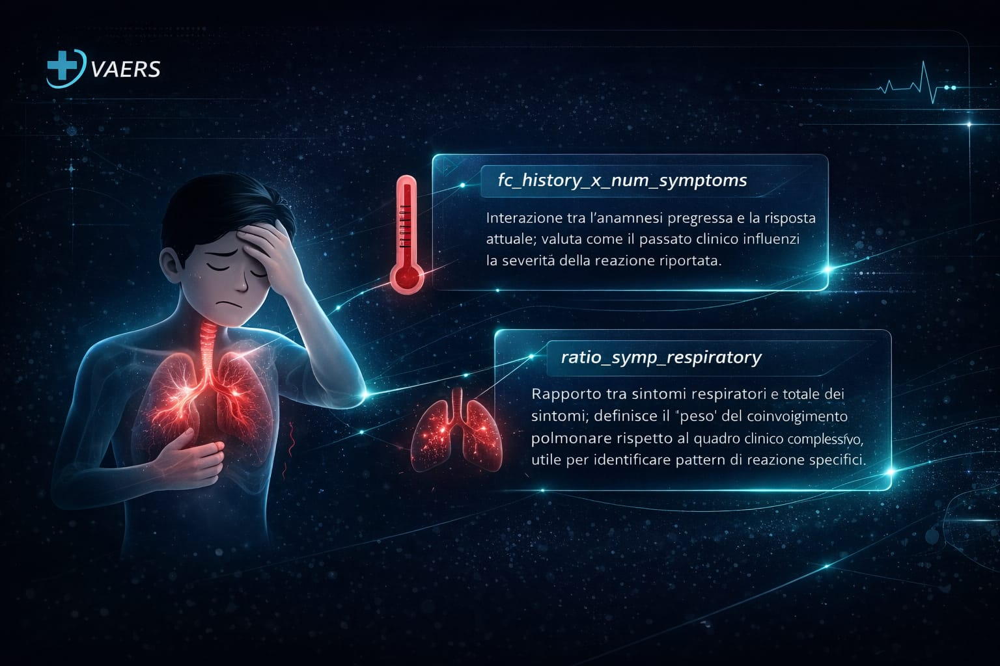 VAERS
fc_history_x_num_symptoms
Interazione tra l'anamnesi pregressa e la risposta
attuale; valuta come il passato clinico influenzi
la severità della reazione riportata.
ratio_symp_respiratory
Rapporto tra sintomi respiratori e totale dei
sintomi; definisce il 'peso' del coinvoigimento
polmonare rispetto al quadro clinico complessívo,
utile per identificare pattern di reazione specifici.